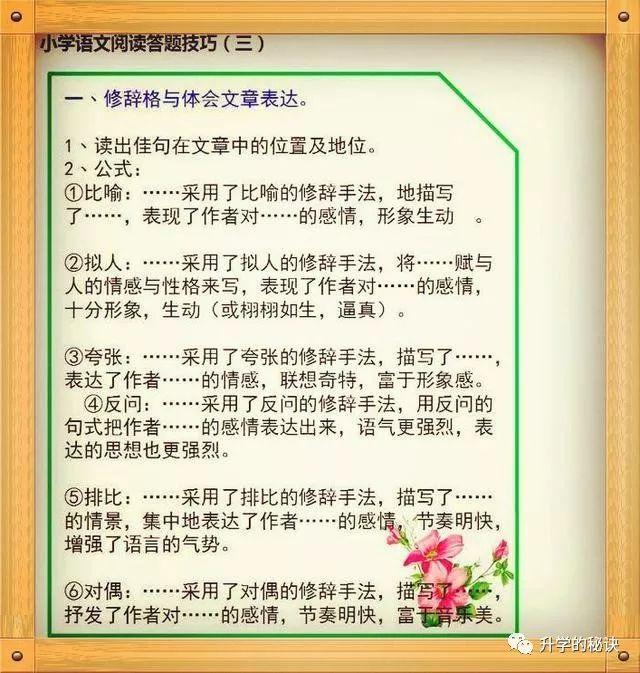 小学语文阅读答题技巧（三）
一、修辞格与体会文章表达。
1、读出佳句在文章中的位置及地位。
2、公式：
①比喻：……采用了比喻的修辞手法，地描写
了……，表现了作者对……的感情，形象生动　。
②拟人：……采用了拟人的修辞手法，将……赋与
人的情感与性格来写，表现了作者对……的感情，
十分形象，生动（或栩栩如生，逼真）。
③夸张：……采用了夸张的修辞手法，描写了……，
表达了作者……的情感，联想奇特，富于形象感。
④反问：……采用了反问的修辞手法，用反问的
句式把作者……的感情表达出来，语气更强烈，表
达的思想也更强烈。
⑤排比：……采用了排比的修辞手法，描写了……
的情景，集中地表达了作者……的感情，节奏明快，
增强了语言的气势。
⑥对偶：……采用了对偶的修辞手法，描写了……，
抒发了作者对……的感情，节奏明快，富于音乐美。
升学的秘诀